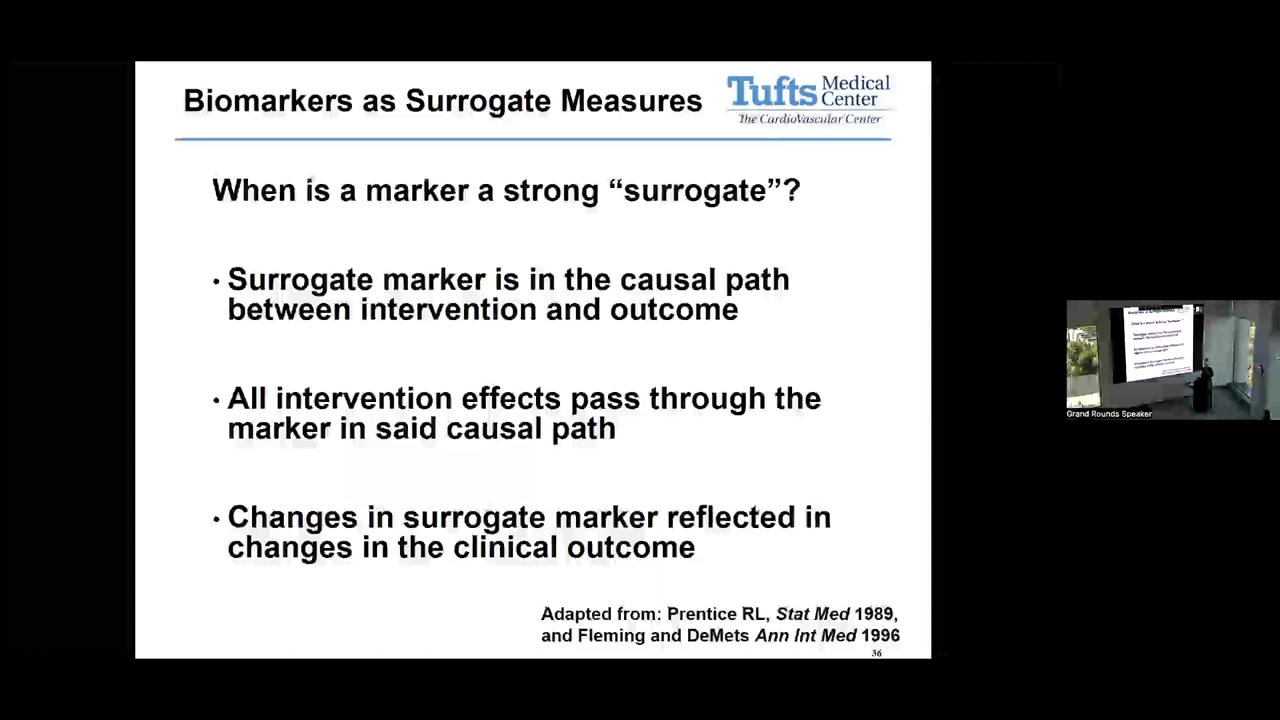 Biomarkers as Surrogate Measures
Tufts Medical Center
The CardioVascular Center
When is a marker a strong “surrogate”?
• Surrogate marker is in the causal path
between intervention and outcome
• All intervention effects pass through the
marker in said causal path
• Changes in surrogate marker reflected in
changes in the clinical outcome
Adapted from: Prentice RL, Stat Med 1989,
and Fleming and DeMets Ann Int Med 1996
36
Grand Rounds Speaker